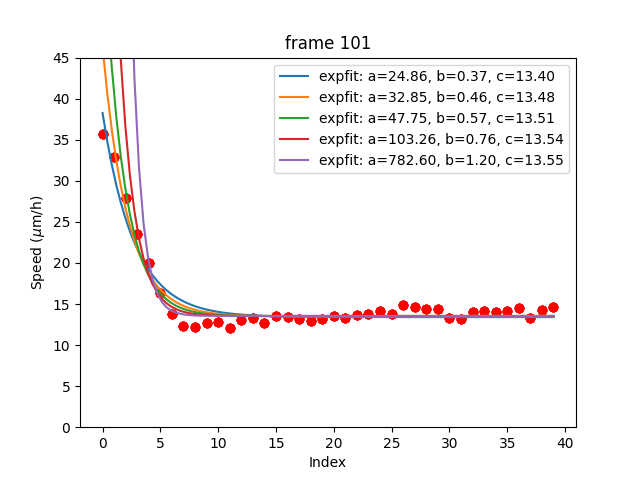 frame 101
expfit: a=24.86, b=0.37, c=13.40
expfit: a=32.85, b=0.46, c=13.48
expfit: a=47.75, b=0.57, c=13.51
expfit: a=103.26, b=0.76, c=13.54
expfit: a=782.60, b=1.20, c=13.55
Speed (μm/h)
45
40
35
30
25
20
15
10
5
0
0 5 10 15 20 25 30 35 40
Index